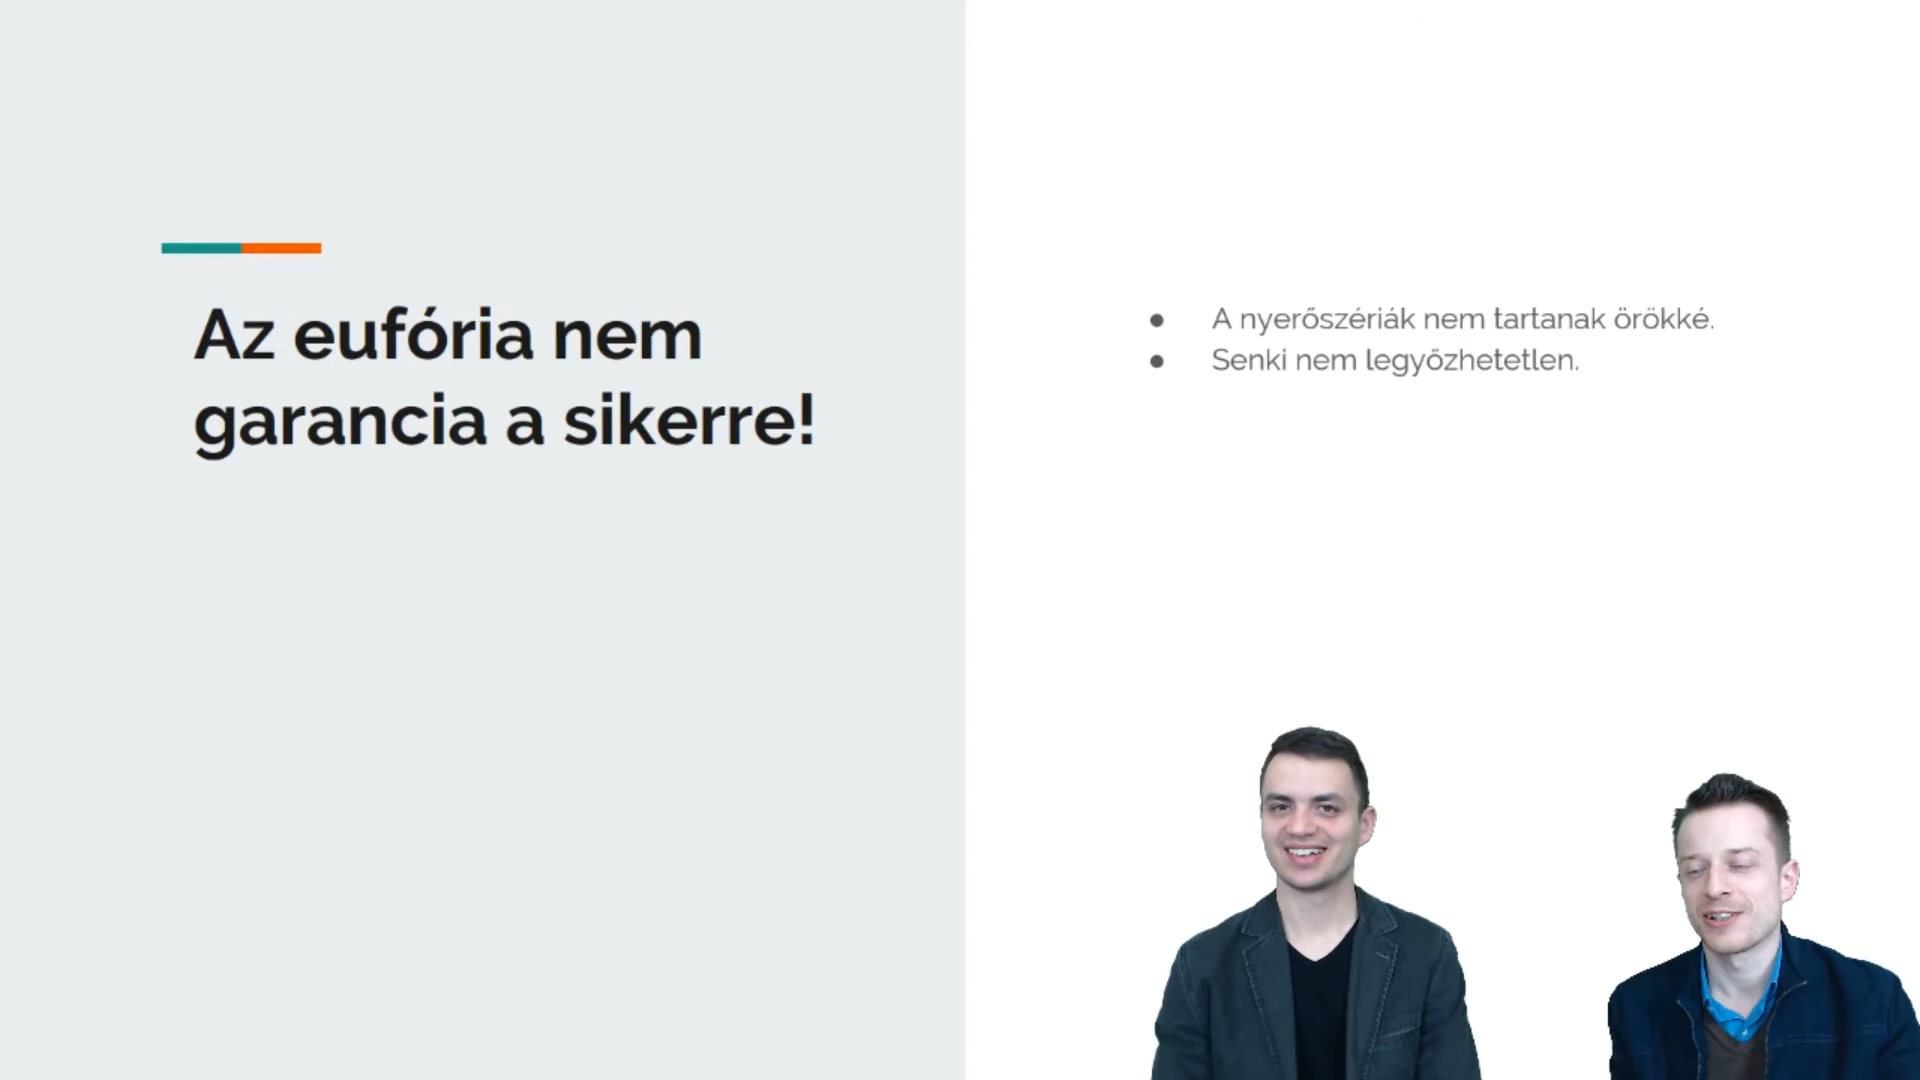 Az eufória nem
garancia a sikerre!
● A nyerőszériák nem tartanak örökké.
● Senki nem legyőzhetetlen.